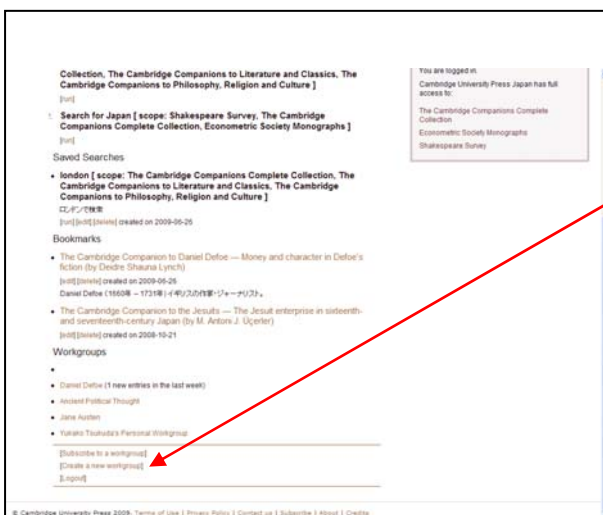 Collection, The Cambridge Companions to Literature and Classics, The
Cambridge Companions to Philosophy, Religion and Culture ]
[run]
Search for Japan [ scope: Shakespeare Survey, The Cambridge
Companions Complete Collection, Econometric Society Monographs ]
[run]
Saved Searches
london [ scope: The Cambridge Companions Complete Collection, The
Cambridge Companions to Literature and Classics, The Cambridge
Companions to Philosophy, Religion and Culture ]
ロンドンで検索
[run] [edit] [delete] created on 2009-06-26
Bookmarks
The Cambridge Companion to Daniel Defoe — Money and character in Defoe's
fiction (by Deidre Shauna Lynch)
[edit] [delete] created on 2009-06-26
Daniel Defoe (1660年 – 1731年) イギリスの作家・ジャーナリスト。
The Cambridge Companion to the Jesuits — The Jesuit enterprise in sixteenth-
and seventeenth-century Japan (by M. Antoni J. Üçerler)
[edit] [delete] created on 2008-10-21
Workgroups
Daniel Defoe (1 new entries in the last week)
Ancient Political Thought
Jane Austen
Yukako Tsukuda's Personal Workgroup
[Subscribe to a workgroup]
[Create a new workgroup]
[Logout]
You are logged in.
Cambridge University Press Japan has full
access to:
The Cambridge Companions Complete
Collection
Econometric Society Monographs
Shakespeare Survey
© Cambridge University Press 2009. Terms of Use | Privacy Policy | Contact us | Subscribe | About | Credits